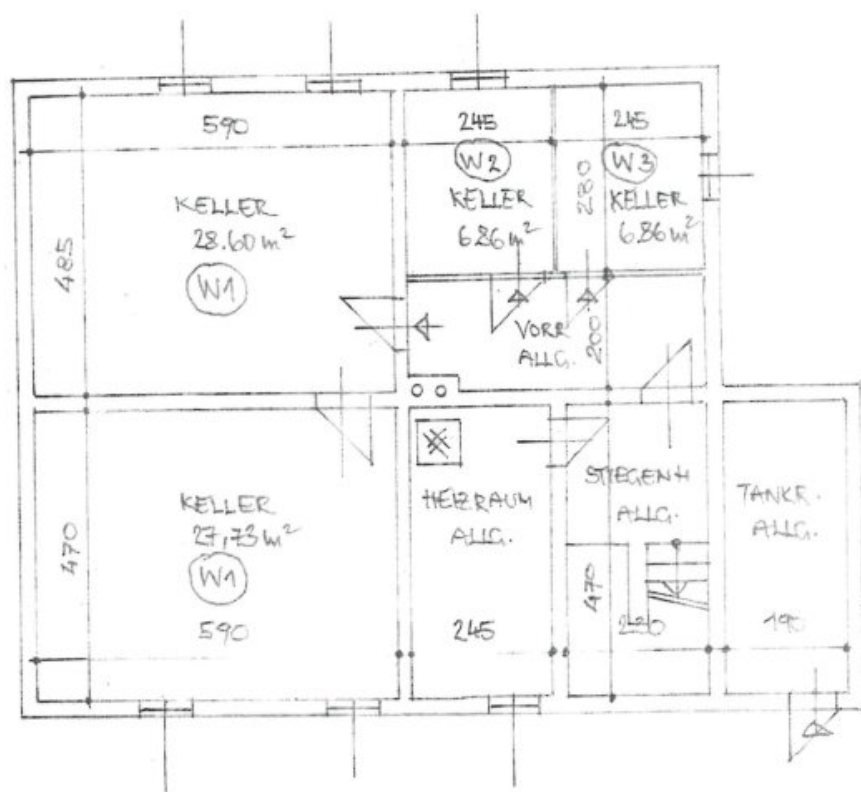 590
245
245
W2
W3
KELLER
28.60 m²
KELLER
6.86 m²
280
KELLER
6.86 m²
485
W1
VORR
ALLG.
200
KELLER
27,73 m²
HEIZRAUM
ALLG.
STIEGENH
ALLG.
TANKR.
ALLG.
470
W1
470
590
245
190